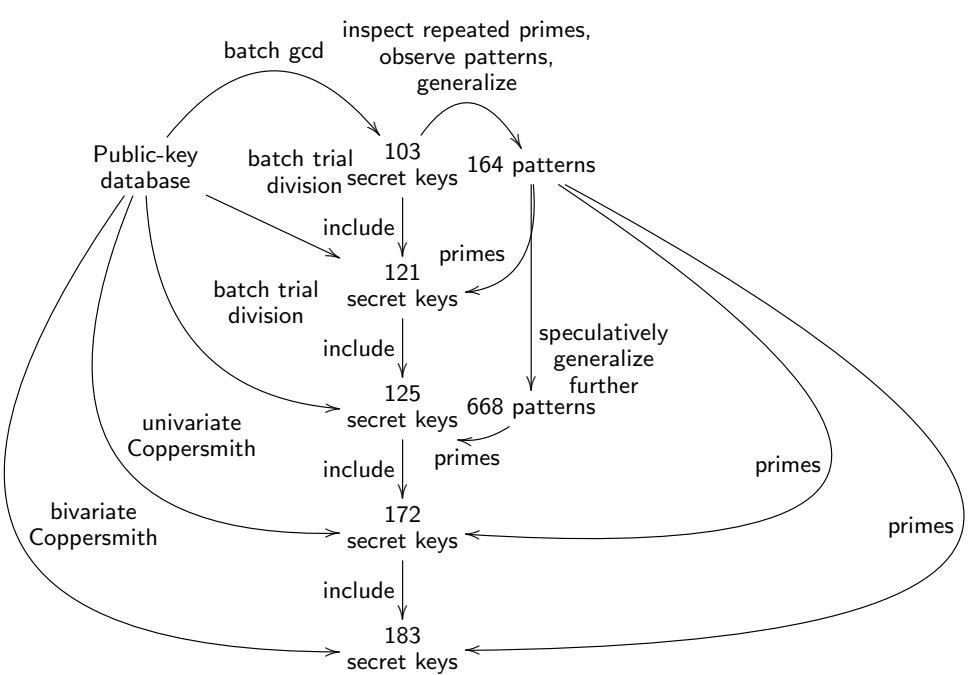 inspect repeated primes,
observe patterns,
generalize
batch gcd
Public-key
database
batch trial
division
103
secret keys
164 patterns
include
primes
121
secret keys
batch trial
division
include
speculatively
generalize
further
125
secret keys
668 patterns
univariate
Coppersmith
include
primes
primes
bivariate
Coppersmith
172
secret keys
primes
include
183
secret keys